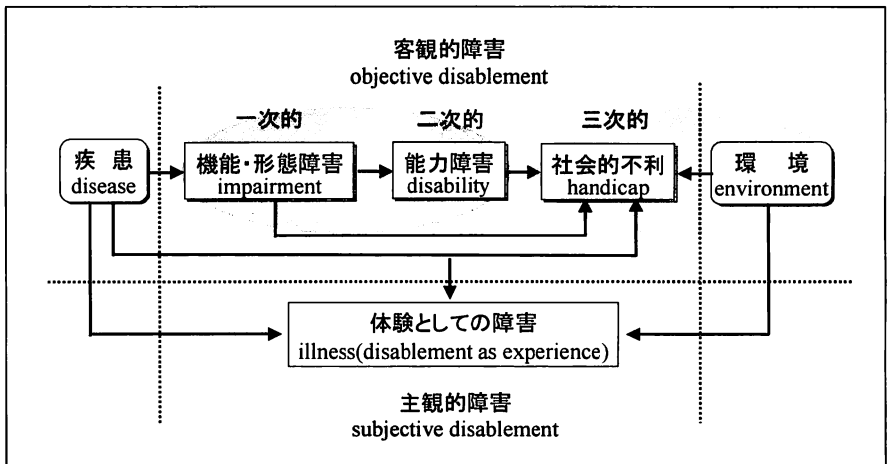 客観的障害
objective disablement
一次的
二次的
三次的
疾 患
disease
機能・形態障害
impairment
能力障害
disability
社会的不利
handicap
環 境
environment
体験としての障害
illness(disablement as experience)
主観的障害
subjective disablement